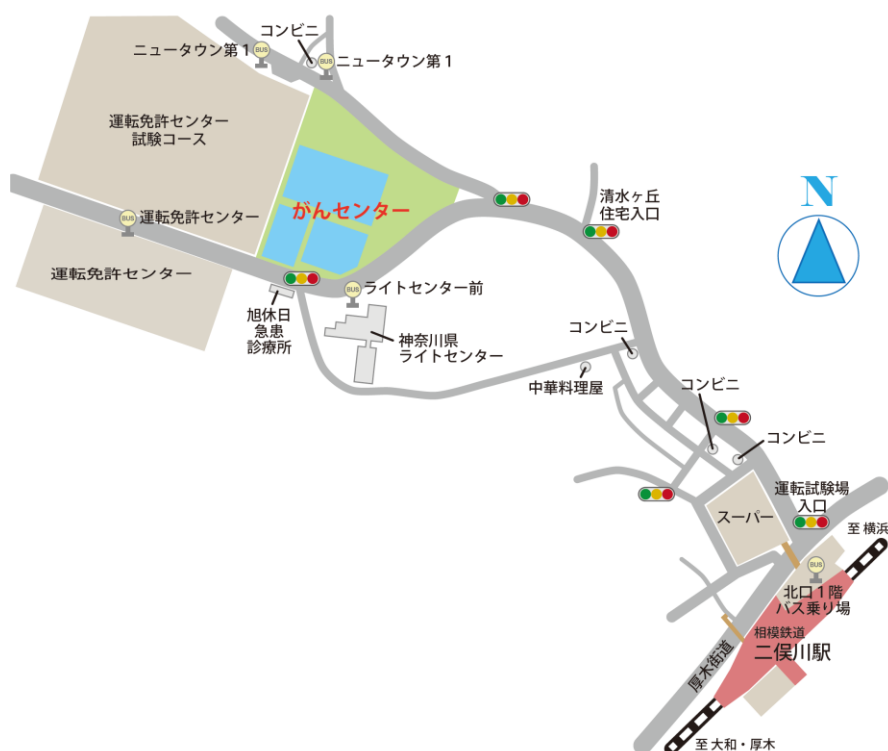 コンビニ
ニュータウン第1
BUS
BUS
ニュータウン第1
運転免許センター
試験コース
N
がんセンター
清水ヶ丘
住宅入口
BUS
運転免許センター
運転免許センター
BUS
ライトセンター前
旭休日
急患
診療所
神奈川県
ライトセンター
コンビニ
中華料理屋
コンビニ
コンビニ
スーパー
運転試験場
入口
至 横浜
BUS
北口1階
バス乗り場
相模鉄道
二俣川駅
厚木街道
至 大和・厚木